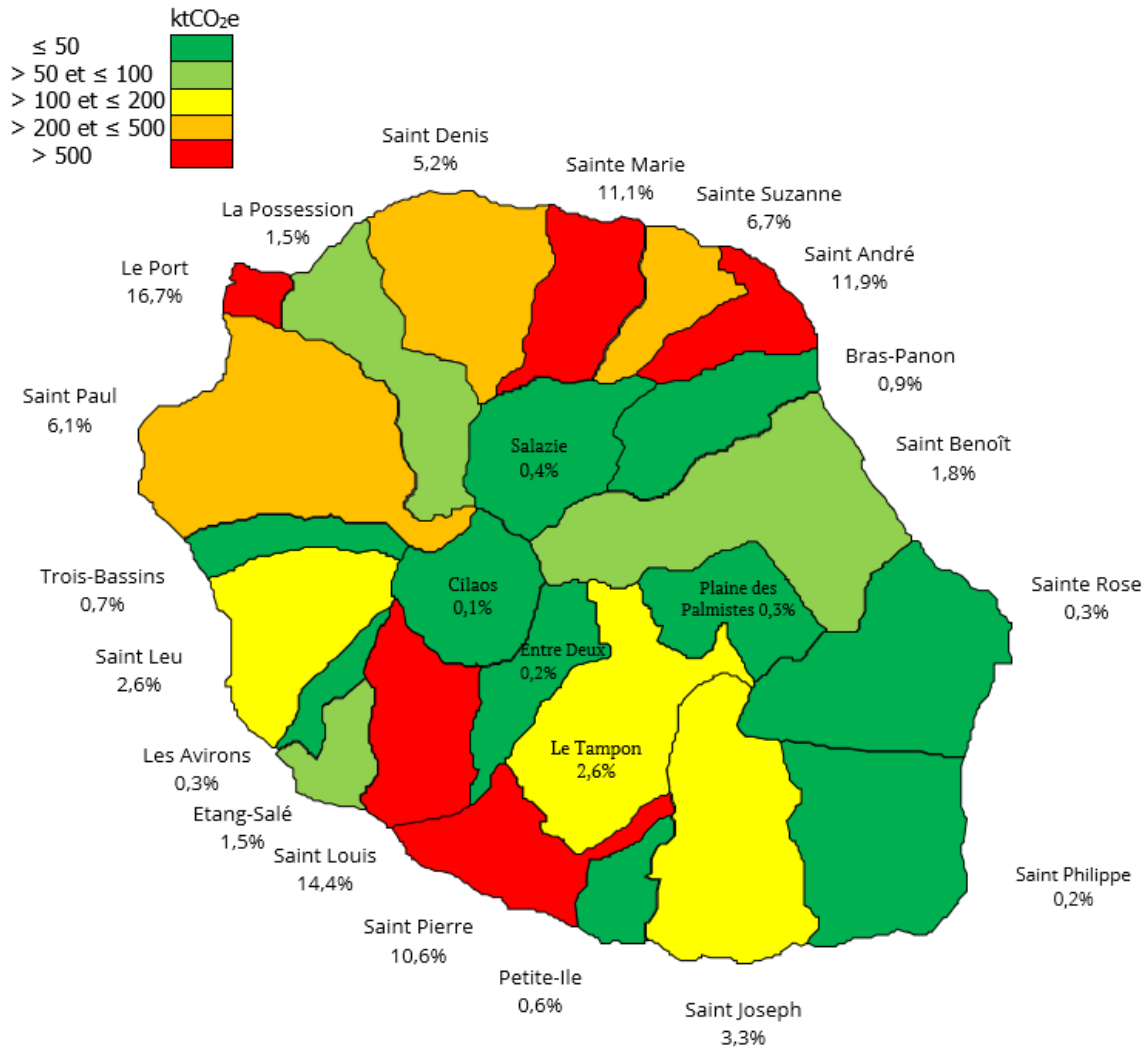 ktCO₂e
≤ 50
> 50 et ≤ 100
> 100 et ≤ 200
> 200 et ≤ 500
> 500
Saint Denis
5,2%
Sainte Marie
11,1%
Sainte Suzanne
6,7%
La Possession
1,5%
Saint André
11,9%
Le Port
16,7%
Bras-Panon
0,9%
Saint Paul
6,1%
Salazie
0,4%
Saint Benoît
1,8%
Trois-Bassins
0,7%
Cilaos
0,1%
Plaine des
Palmistes 0,3%
Sainte Rose
0,3%
Saint Leu
2,6%
Entre Deux
0,2%
Les Avirons
0,3%
Le Tampon
2,6%
Etang-Salé
1,5%
Saint Louis
14,4%
Saint Philippe
0,2%
Saint Pierre
10,6%
Petite-Ile
0,6%
Saint Joseph
3,3%